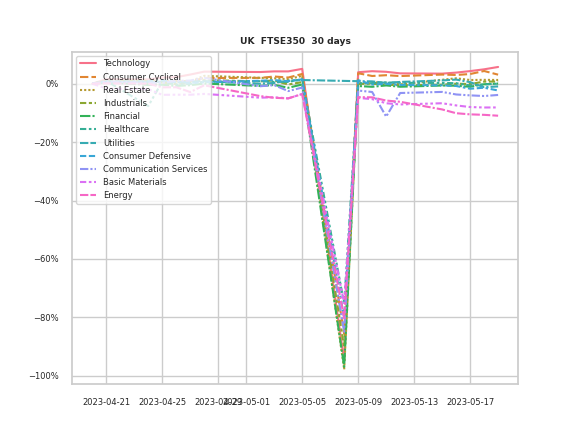 UK FTSE350 30 days
Technology
Consumer Cyclical
Real Estate
Industrials
Financial
Healthcare
Utilities
Consumer Defensive
Communication Services
Basic Materials
Energy
0%
−20%
−40%
−60%
−80%
−100%
2023-04-21 2023-04-25 2023-04-29 2023-05-01 2023-05-05 2023-05-09 2023-05-13 2023-05-17